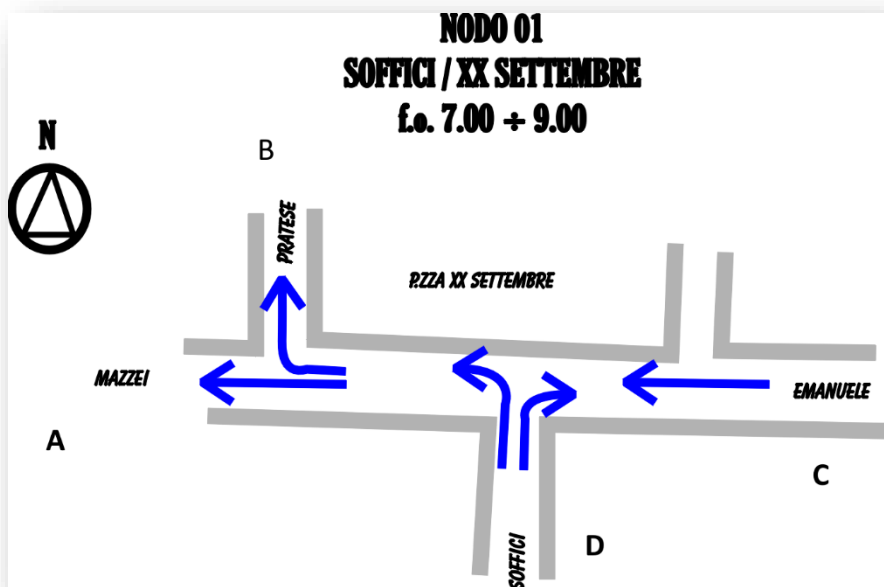 NODO 01
SOFFICI / XX SETTEMBRE
f.o. 7.00 ÷ 9.00
N
B
PRATESE
P.ZZA XX SETTEMBRE
MAZZEI
EMANUELE
A
C
D
SOFFICI